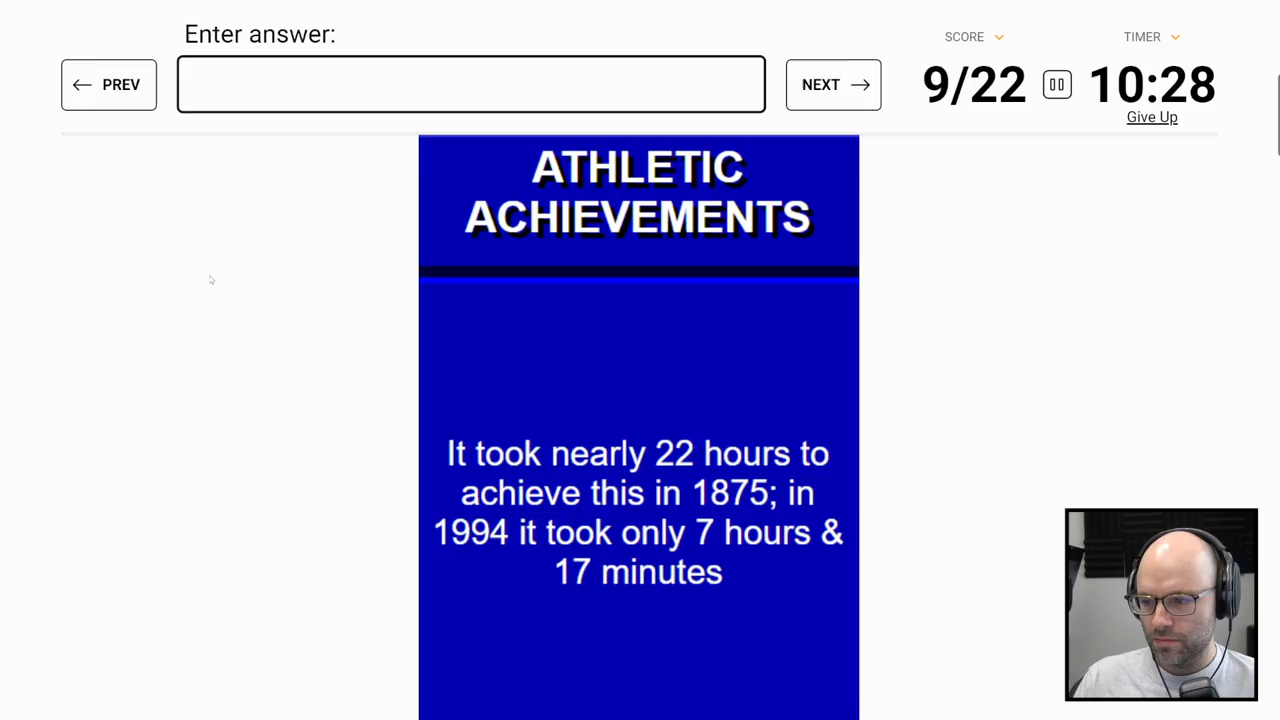 Enter answer:
← PREV
NEXT →
SCORE
9/22
TIMER
10:28
Give Up
ATHLETIC
ACHIEVEMENTS
It took nearly 22 hours to
achieve this in 1875; in
1994 it took only 7 hours &
17 minutes